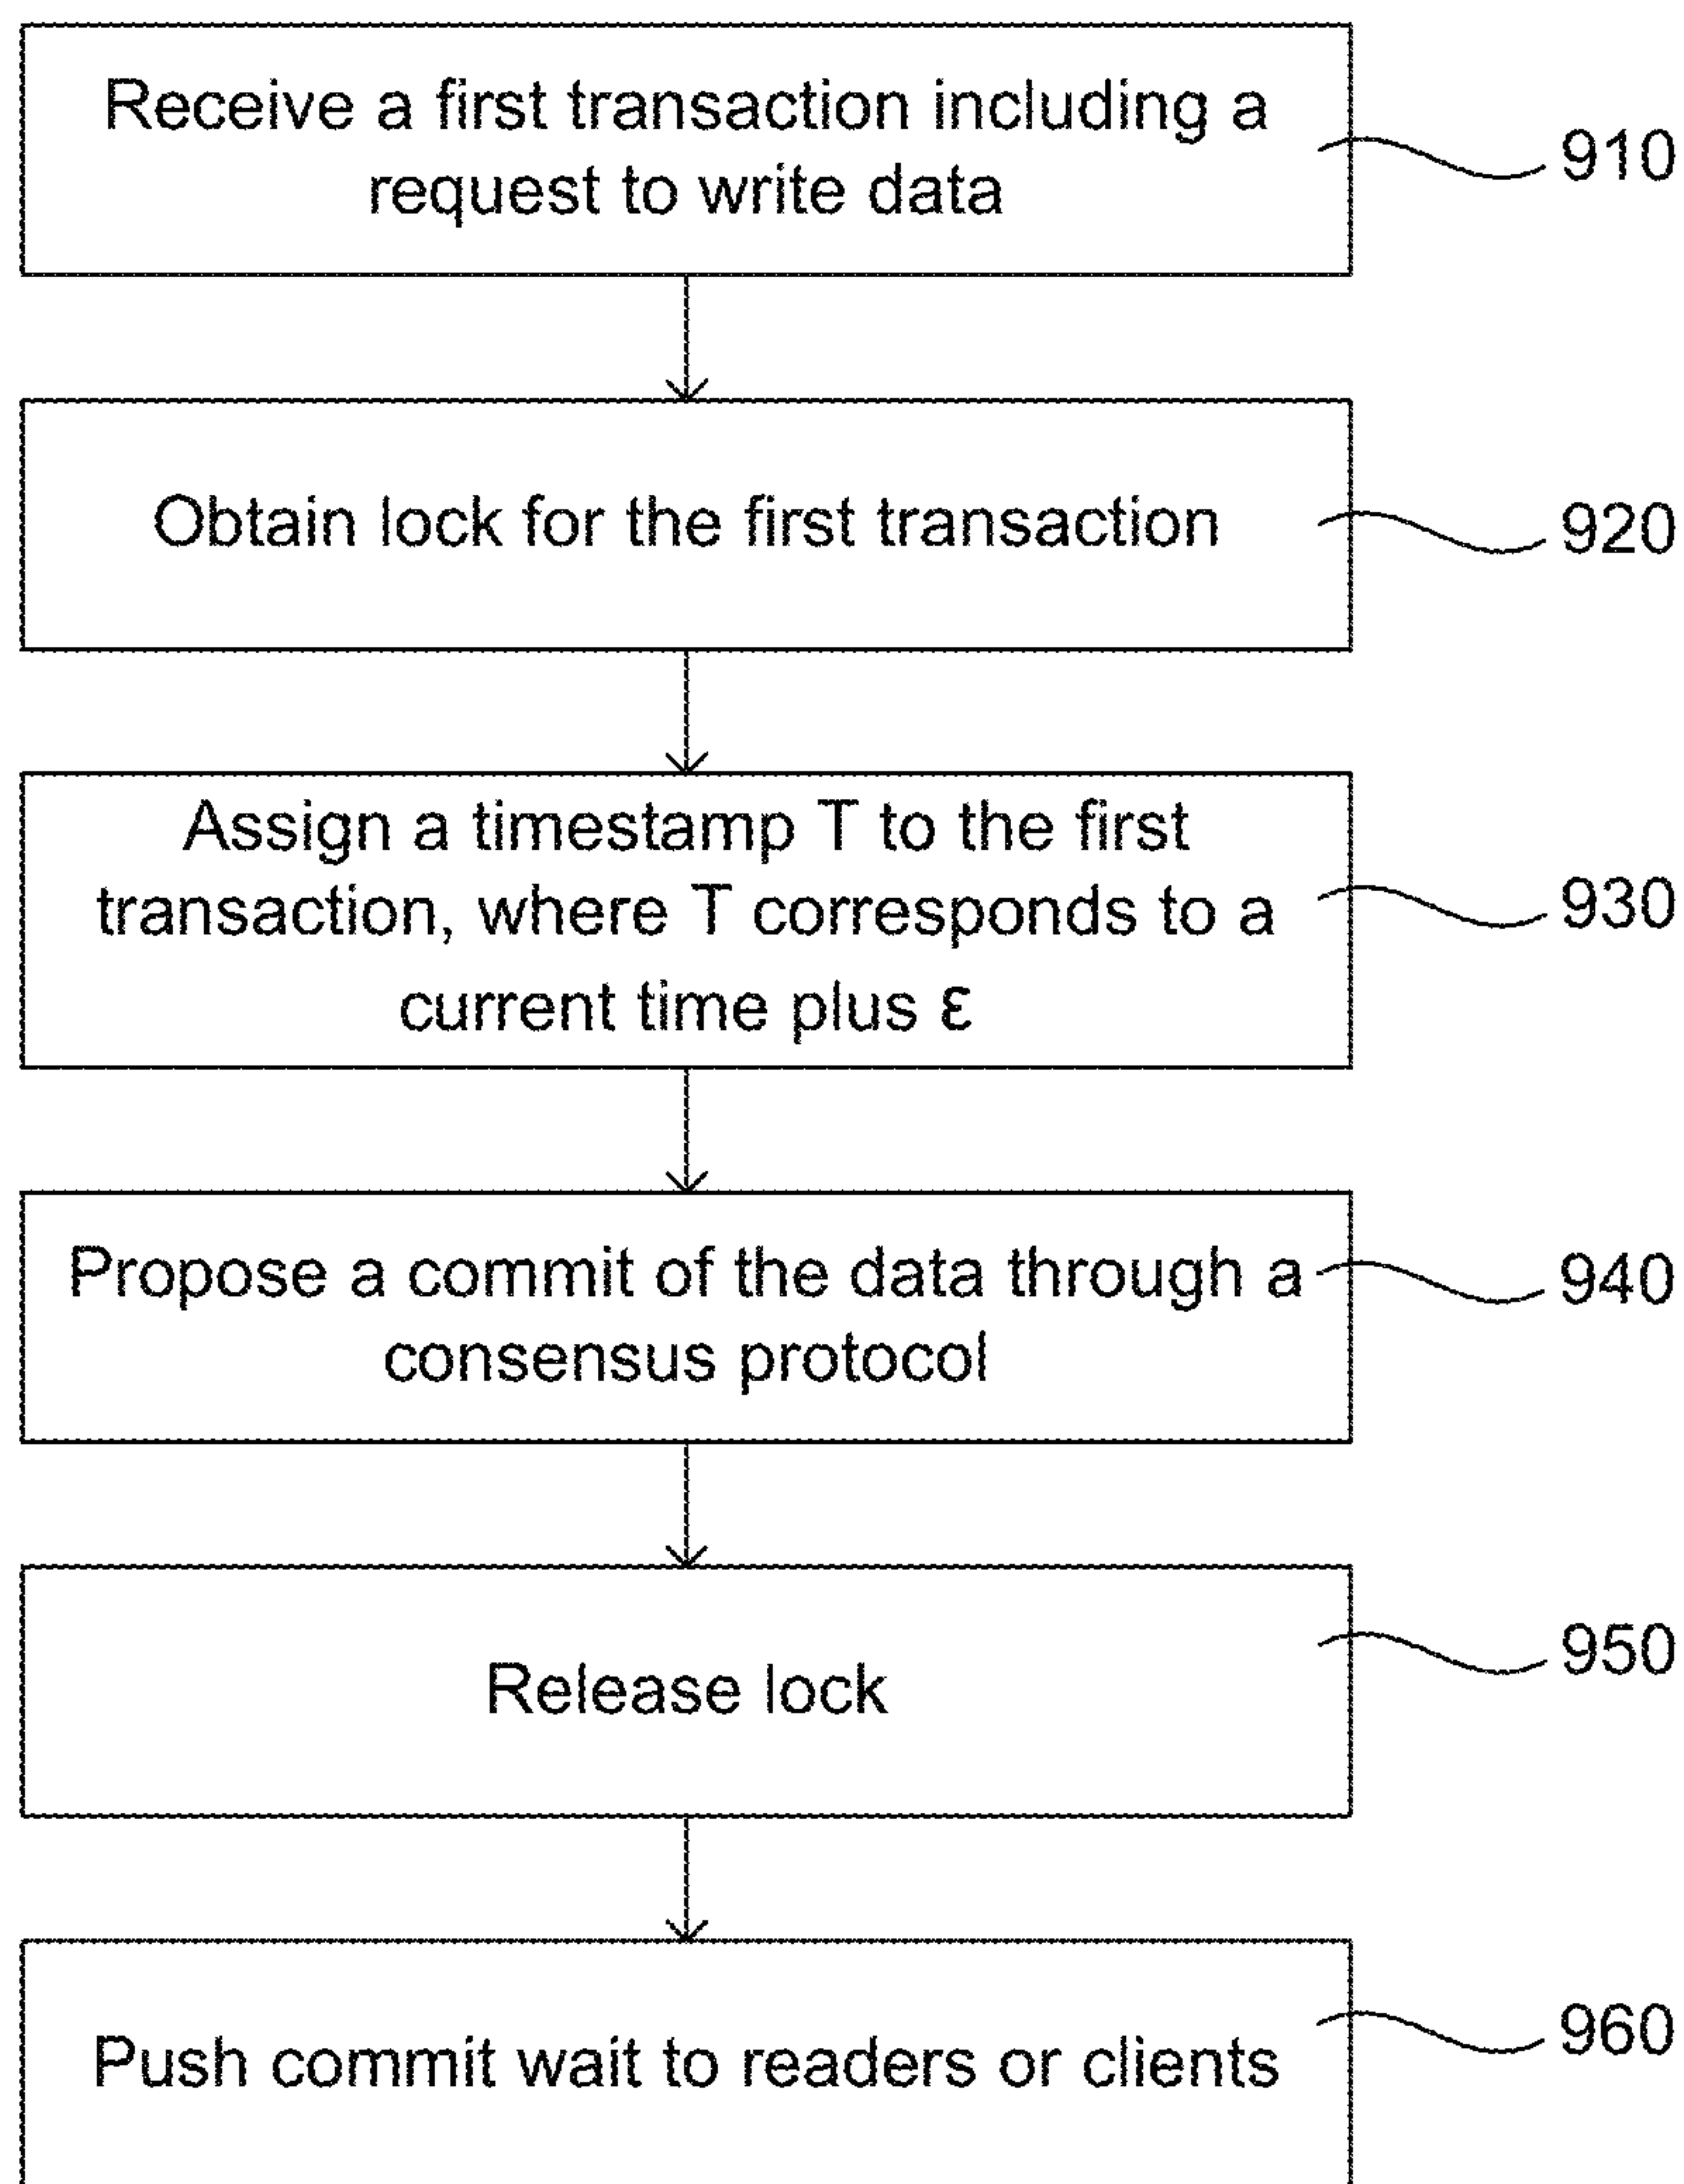 Receive a first transaction including a
request to write data
910
Obtain lock for the first transaction
920
Assign a timestamp T to the first
transaction, where T corresponds to a
current time plus ε
930
Propose a commit of the data through a
consensus protocol
940
Release lock
950
Push commit wait to readers or clients
960